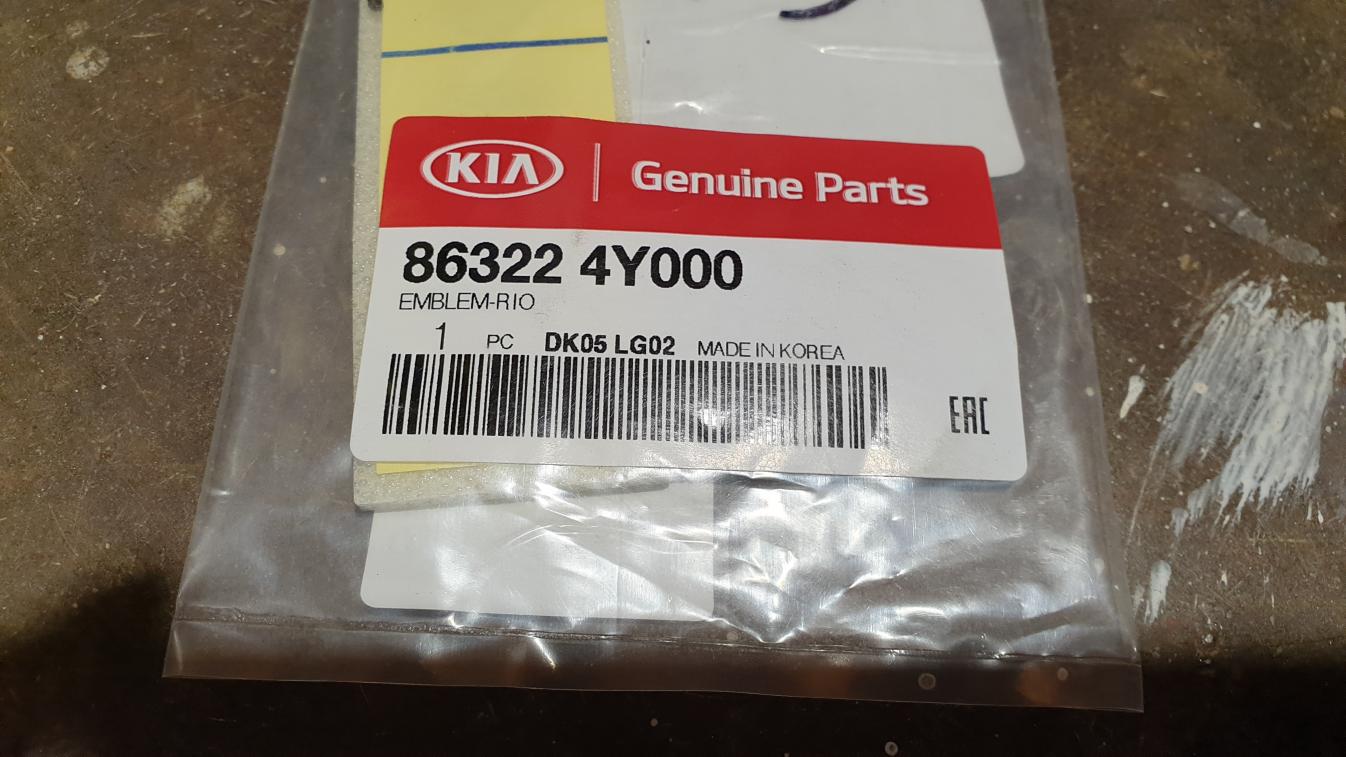 KIA Genuine Parts
86322 4Y000
EMBLEM-RIO
1 PC DK05 LG02 MADE IN KOREA
EAC